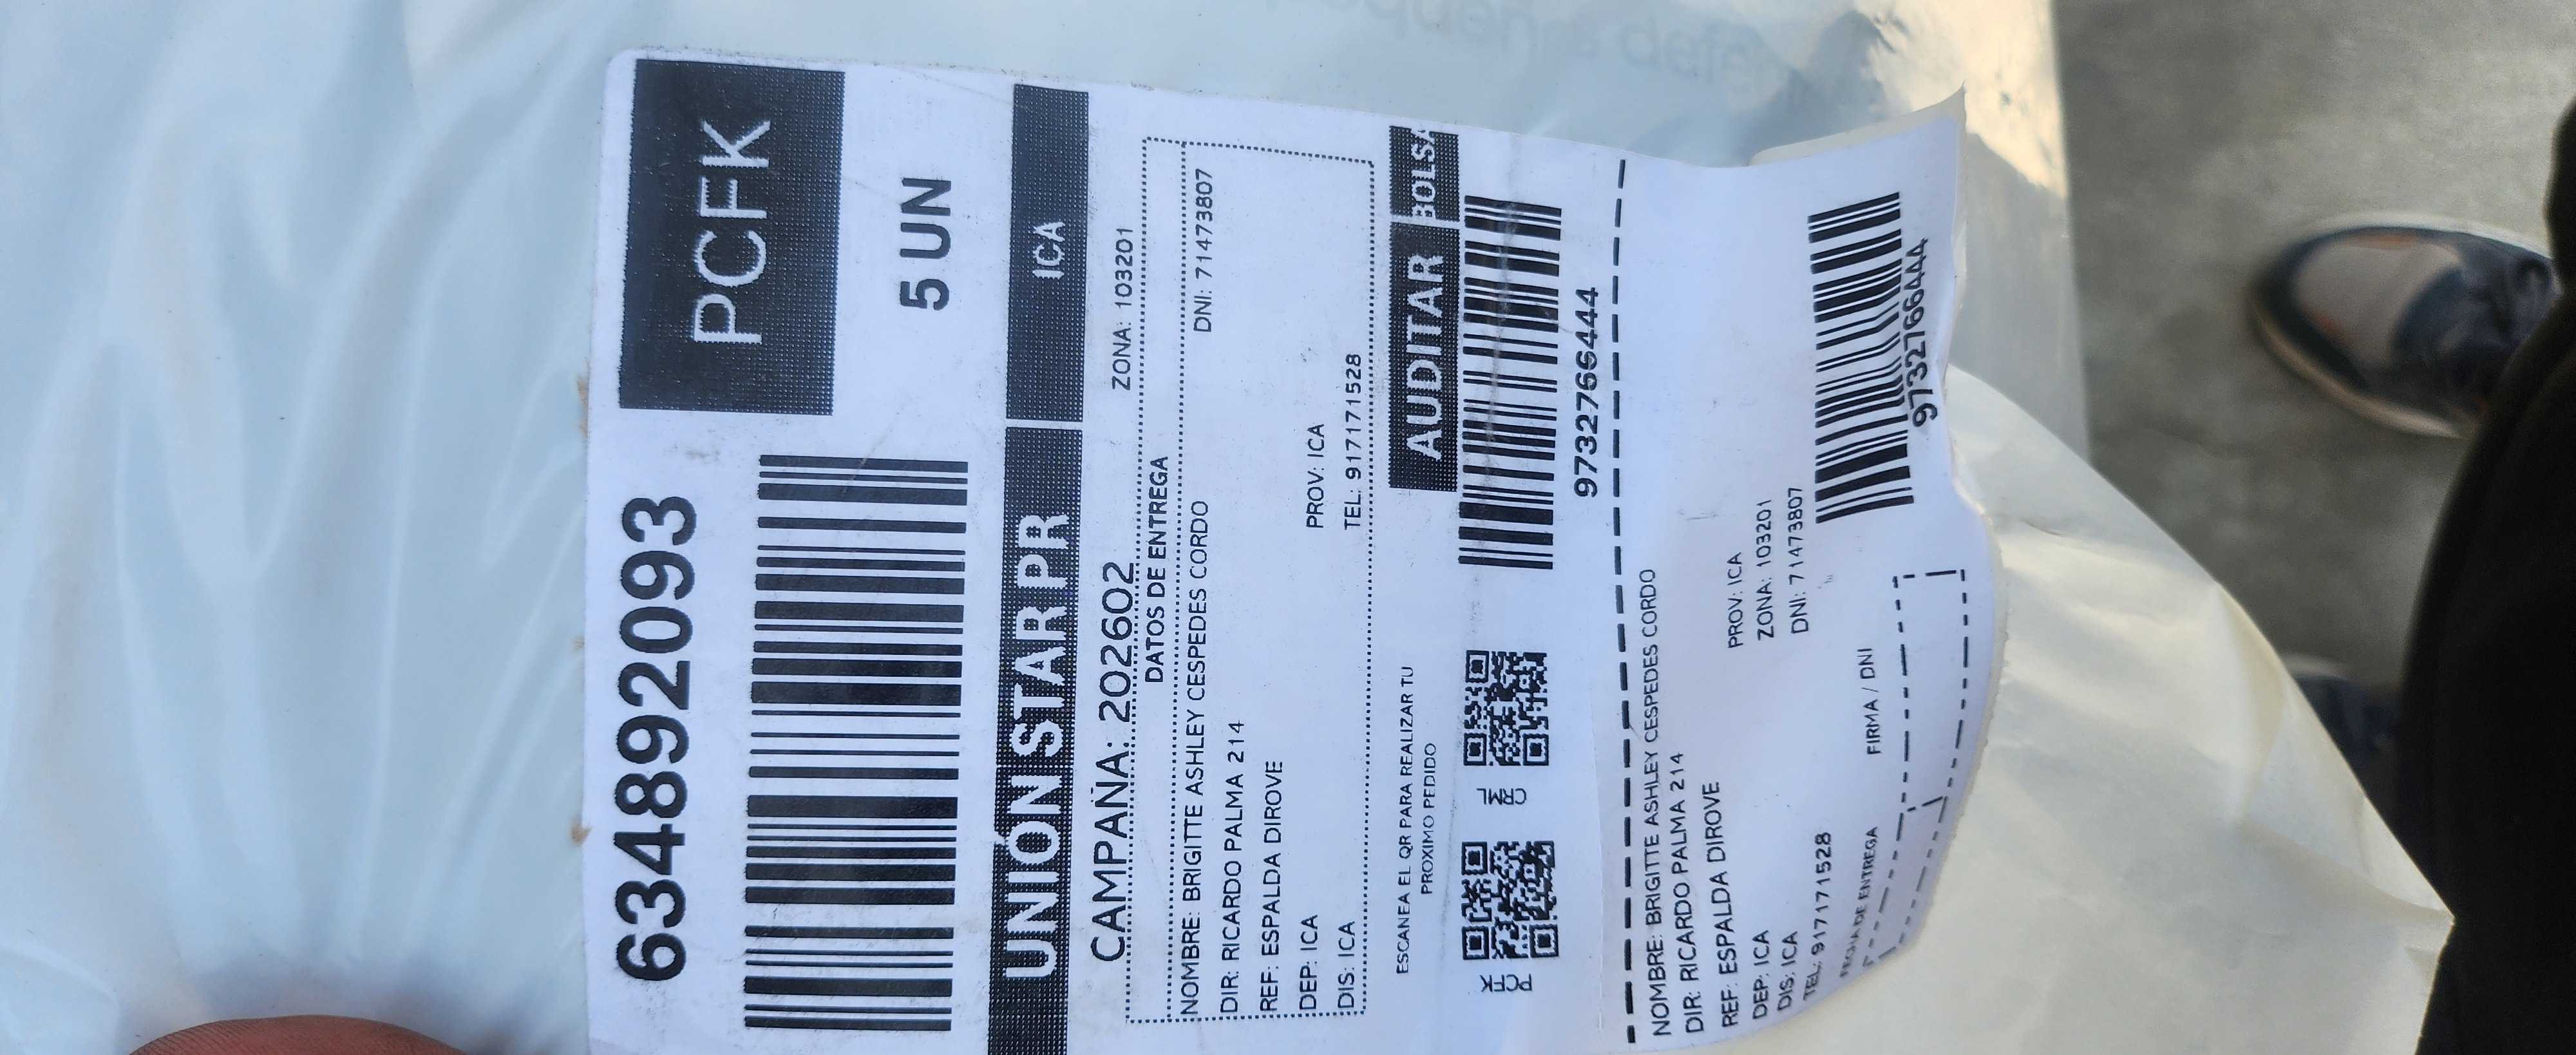 6348922093
PCFK
5 UN
UNIÓNSTAR PR
ICA
CAMPAÑA: 202602
ZONA: 103201
DATOS DE ENTREGA
NOMBRE: BRIGITTE ASHLEY CESPEDES CORDO
DNI: 71473807
DIR: RICARDO PALMA 214
REF: ESPALDA DIROVE
DEP: ICA
PROV: ICA
DIS: ICA
TEL: 917171528
ESCANEA EL QR PARA REALIZAR TU
PROXIMO PEDIDO
AUDITAR
BOLSA
PCFK
CRML
9732766444
NOMBRE: BRIGITTE ASHLEY CESPEDES CORDO
DIR: RICARDO PALMA 214
REF: ESPALDA DIROVE
DEP: ICA
PROV: ICA
DIS: ICA
ZONA: 103201
TEL: 917171528
DNI: 71473807
FECHA DE ENTREGA
FIRMA / DNI
9732766444